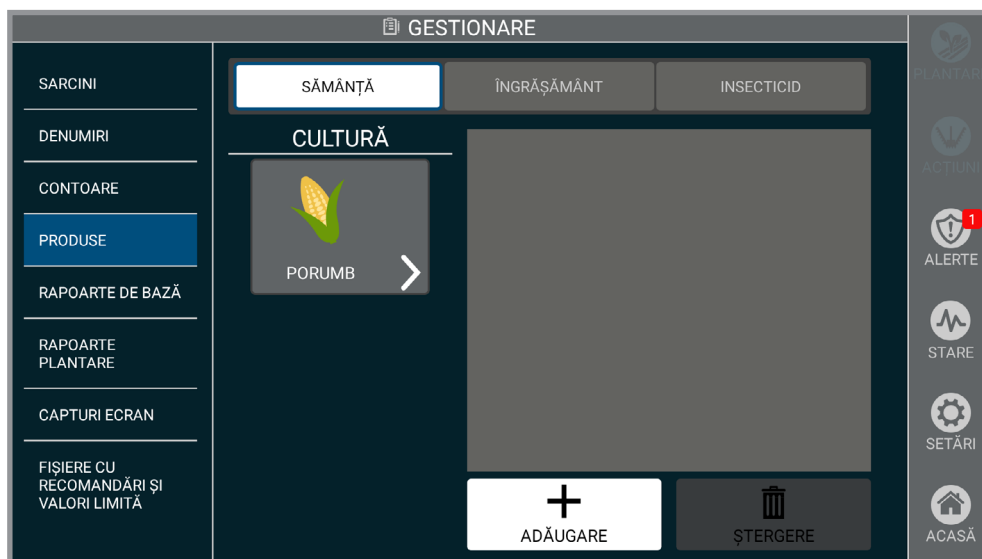 GESTIONARE
SARCINI
DENUMIRI
CONTOARE
PRODUSE
RAPOARTE DE BAZĂ
RAPOARTE
PLANTARE
CAPTURI ECRAN
FIȘIERE CU
RECOMANDĂRI ȘI
VALORI LIMITĂ
SĂMÂNȚĂ
ÎNGRĂȘĂMÂNT
INSECTICID
CULTURĂ
PORUMB
ADĂUGARE
ȘTERGERE
PLANTARE
ACȚIUNI
1
ALERTE
STARE
SETĂRI
ACASĂ